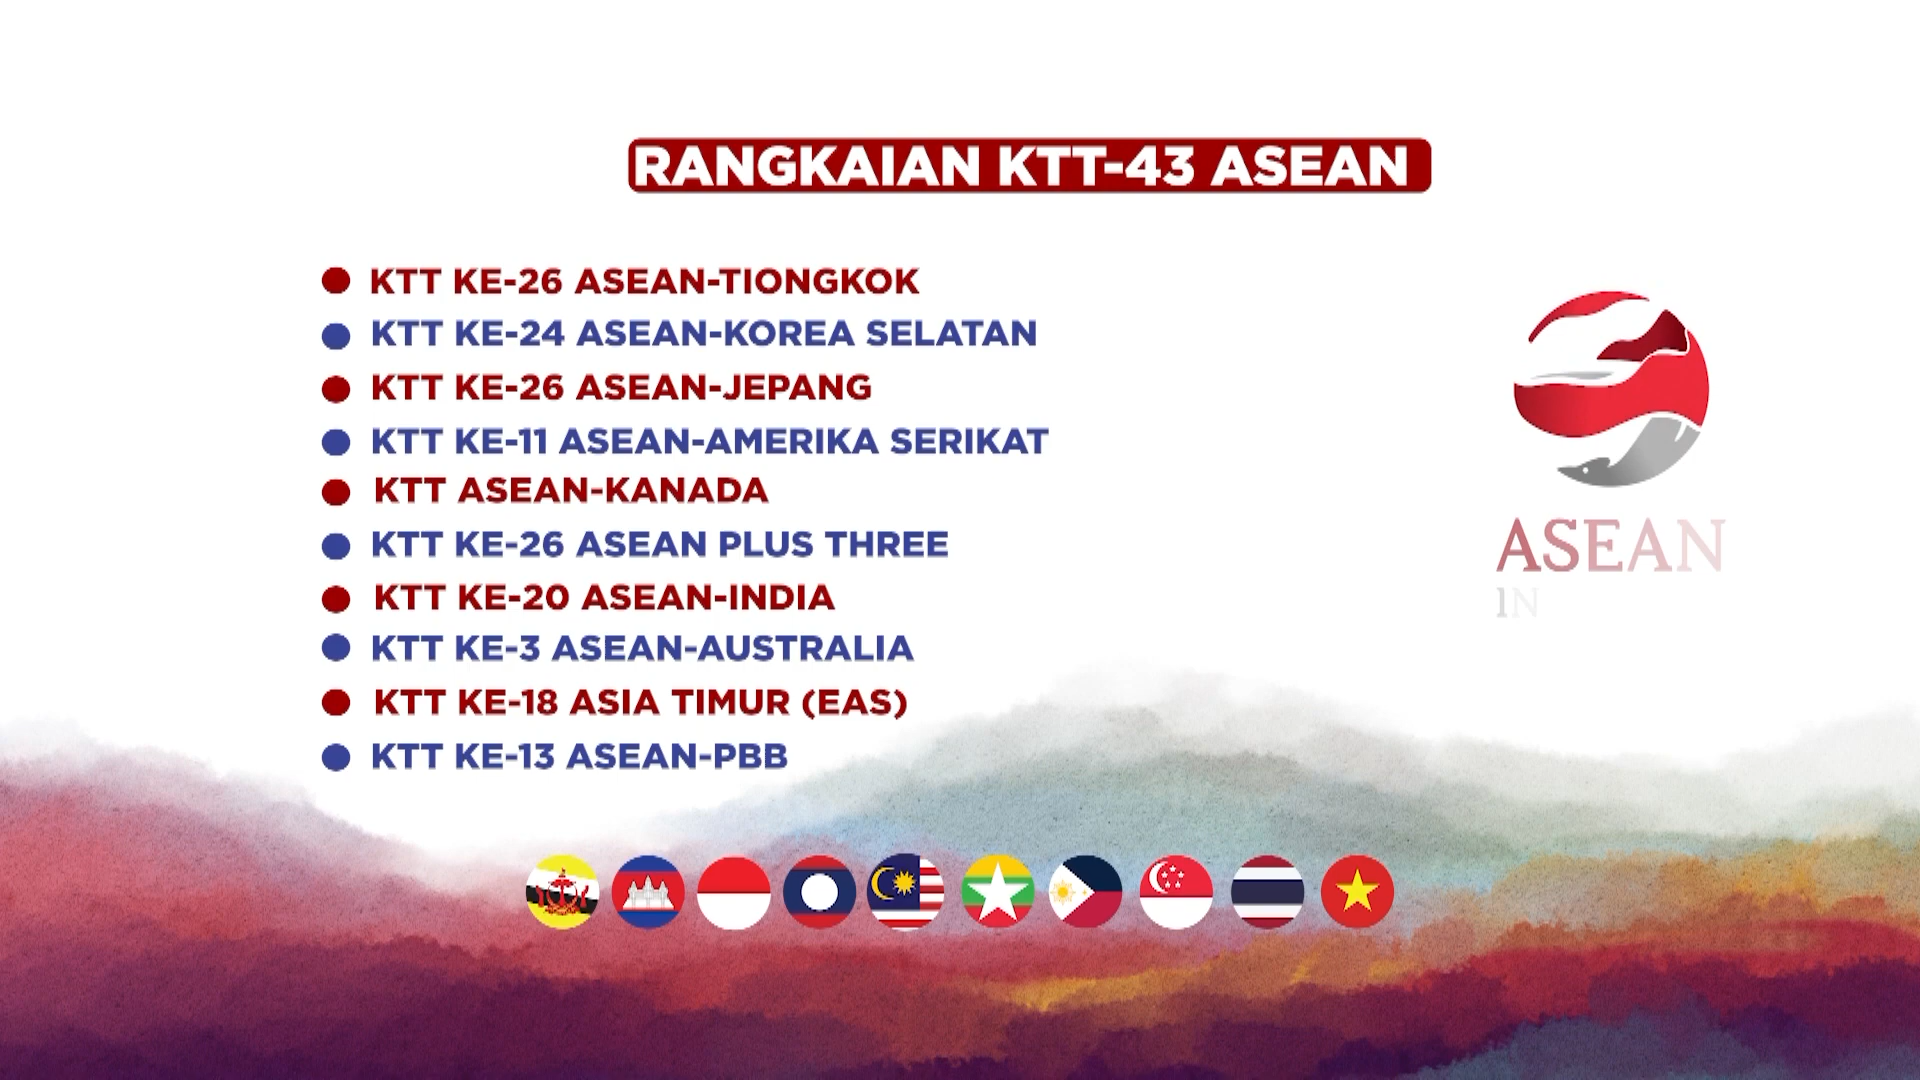 RANGKAIAN KTT-43 ASEAN
KTT KE-26 ASEAN-TIONGKOK
KTT KE-24 ASEAN-KOREA SELATAN
KTT KE-26 ASEAN-JEPANG
KTT KE-11 ASEAN-AMERIKA SERIKAT
KTT ASEAN-KANADA
KTT KE-26 ASEAN PLUS THREE
KTT KE-20 ASEAN-INDIA
KTT KE-3 ASEAN-AUSTRALIA
KTT KE-18 ASIA TIMUR (EAS)
KTT KE-13 ASEAN-PBB
ASEAN
IN